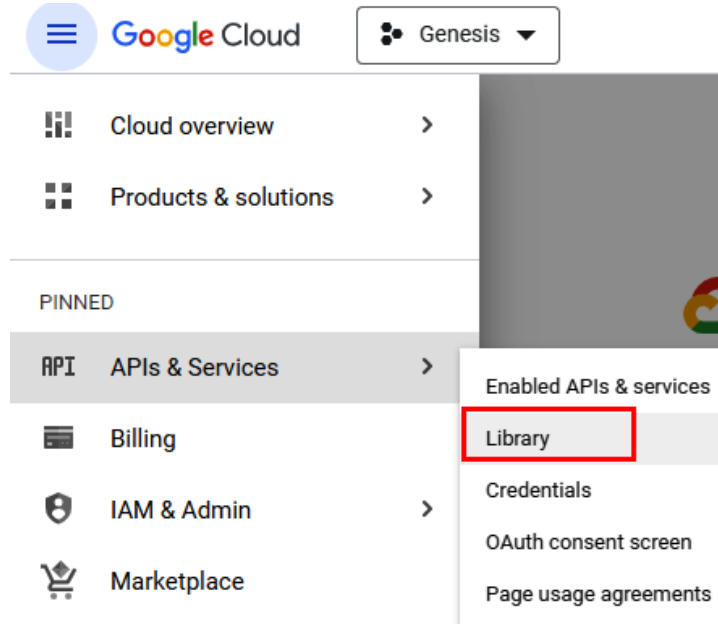 Google Cloud
Genesis
Cloud overview
Products & solutions
PINNED
API APIs & Services
Enabled APIs & services
Billing
Library
Credentials
IAM & Admin
OAuth consent screen
Marketplace
Page usage agreements